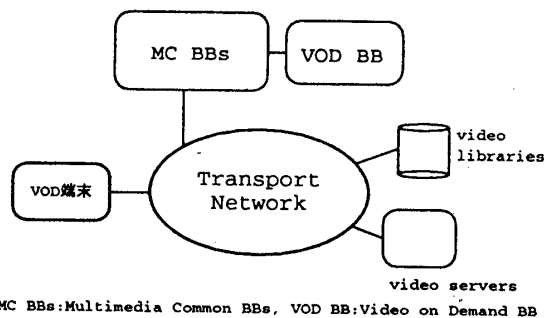 MC BBs
VOD BB
video
libraries
VOD端末
Transport
Network
video servers
MC BBs:Multimedia Common BBs, VOD BB:Video on Demand BB